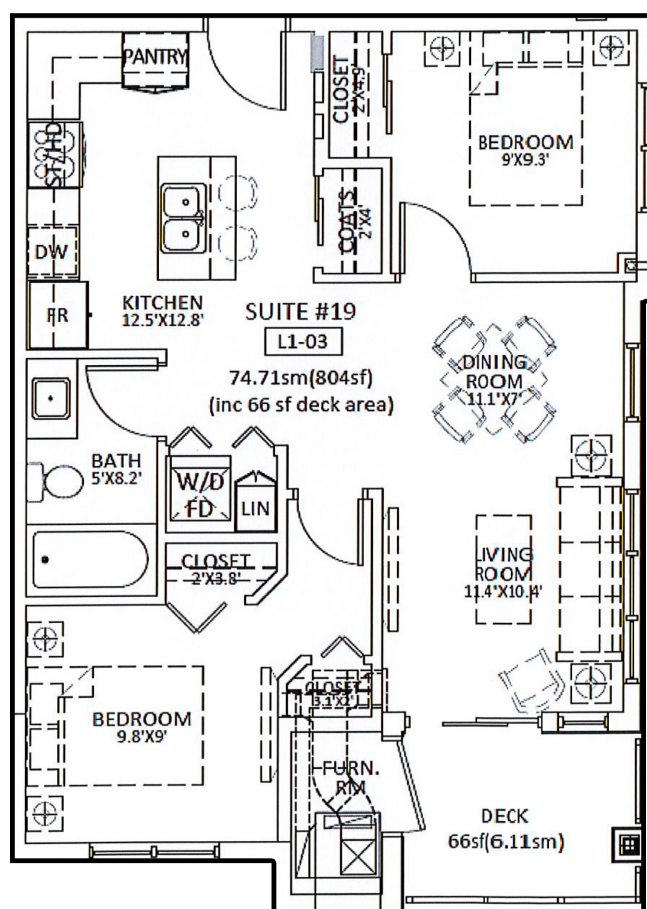 PANTRY
CLOSET
2'X4.9'
BEDROOM
9'X9.3'
ST/HD
COATS
2'X4'
DW
FR
KITCHEN
12.5'X12.8'
SUITE #19
L1-03
74.71sm(804sf)
(inc 66 sf deck area)
DINING
ROOM
11.1'X7'
BATH
5'X8.2'
W/D
FD
LIN
CLOSET
2'X3.8'
LIVING
ROOM
11.4'X10.4'
CLOSET
3.1'X2'
BEDROOM
9.8'X9'
FURN.
RM
DECK
66sf(6.11sm)